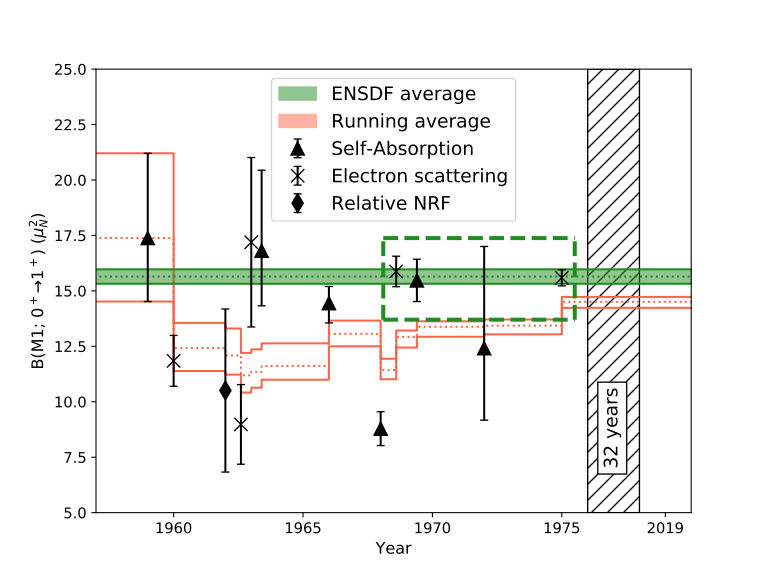 25.0
22.5
20.0
17.5
15.0
12.5
10.0
7.5
5.0
B(M1; 0⁺→1⁺) (μ²_N)
ENSDF average
Running average
Self-Absorption
Electron scattering
Relative NRF
32 years
1960
1965
1970
1975
2019
Year